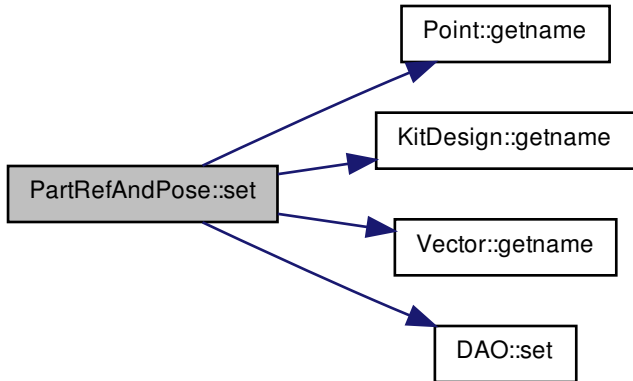 Point::getname
KitDesign::getname
PartRefAndPose::set
Vector::getname
DAO::set